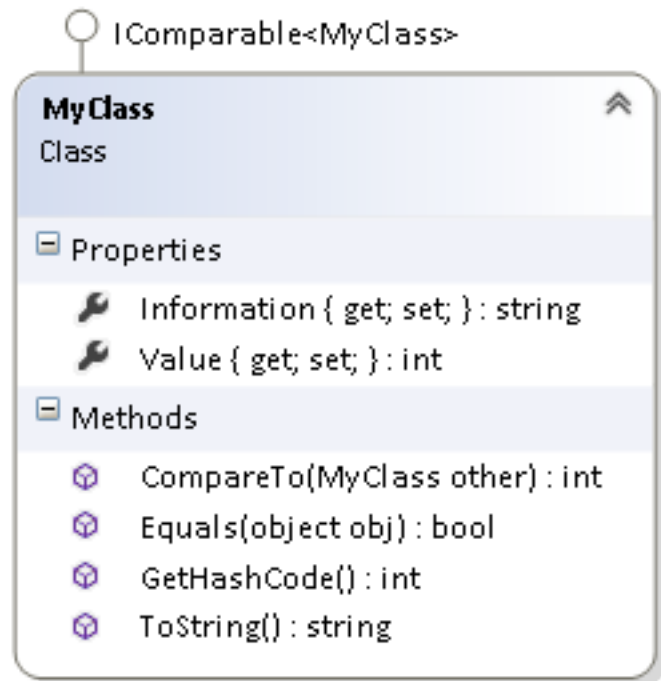 IComparable<MyClass>
MyClass
Class
Properties
Information { get; set; } : string
Value { get; set; } : int
Methods
CompareTo(MyClass other) : int
Equals(object obj) : bool
GetHashCode() : int
ToString() : string